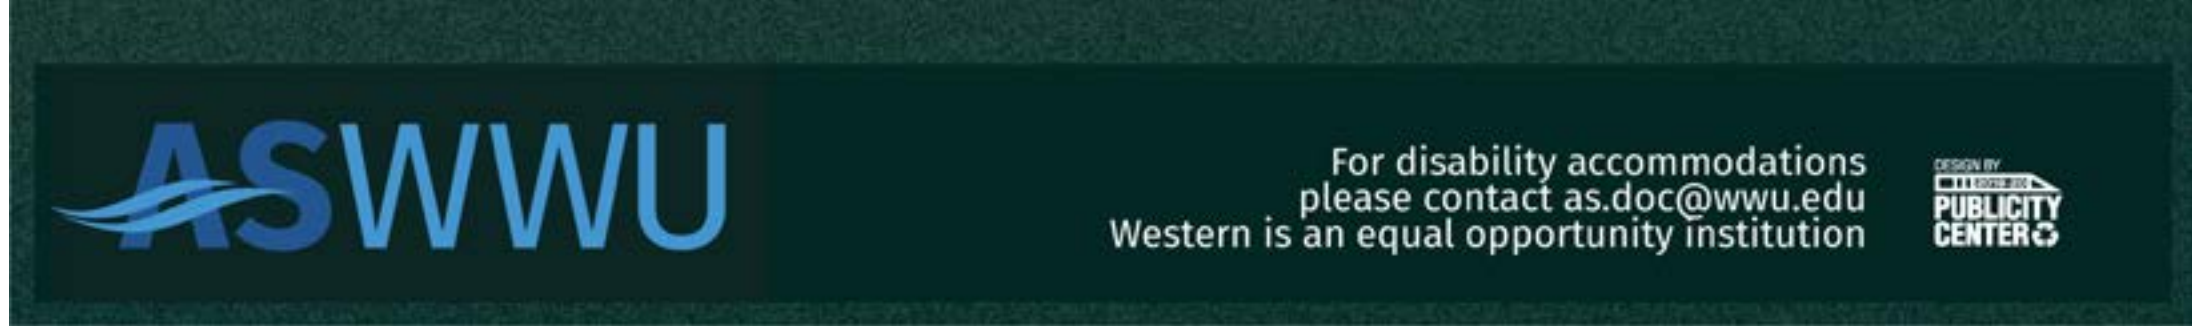 ASWWU
For disability accommodations
please contact as.doc@wwu.edu
Western is an equal opportunity institution
DESIGN BY
PUBLICITY
CENTER